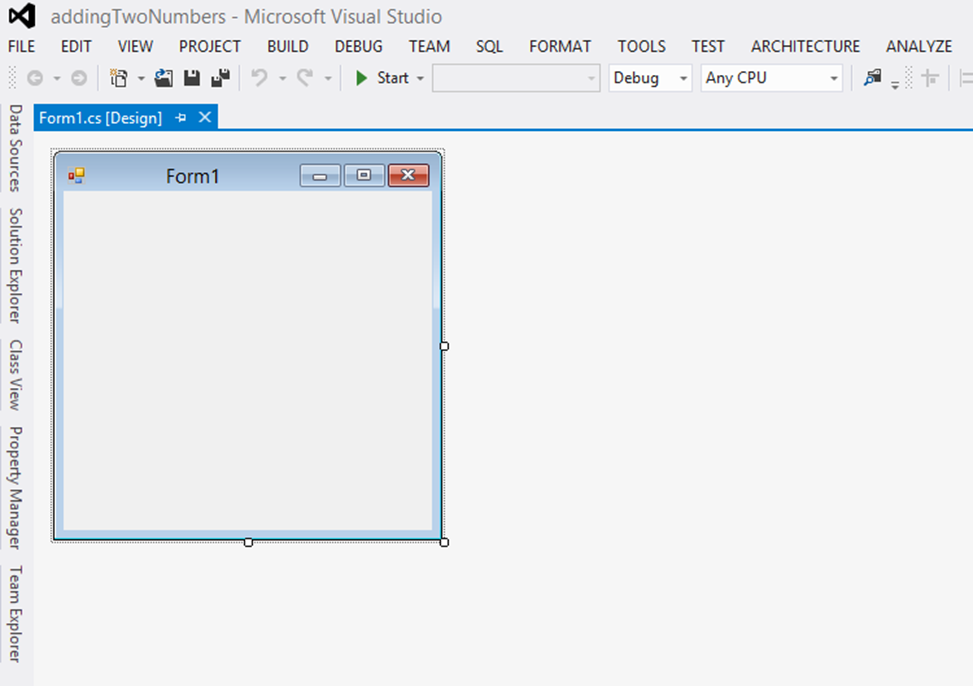 addingTwoNumbers - Microsoft Visual Studio
FILE EDIT VIEW PROJECT BUILD DEBUG TEAM SQL FORMAT TOOLS TEST ARCHITECTURE ANALYZE
Start Debug Any CPU
Form1.cs [Design]
Form1
Data Sources
Solution Explorer
Class View
Property Manager
Team Explorer